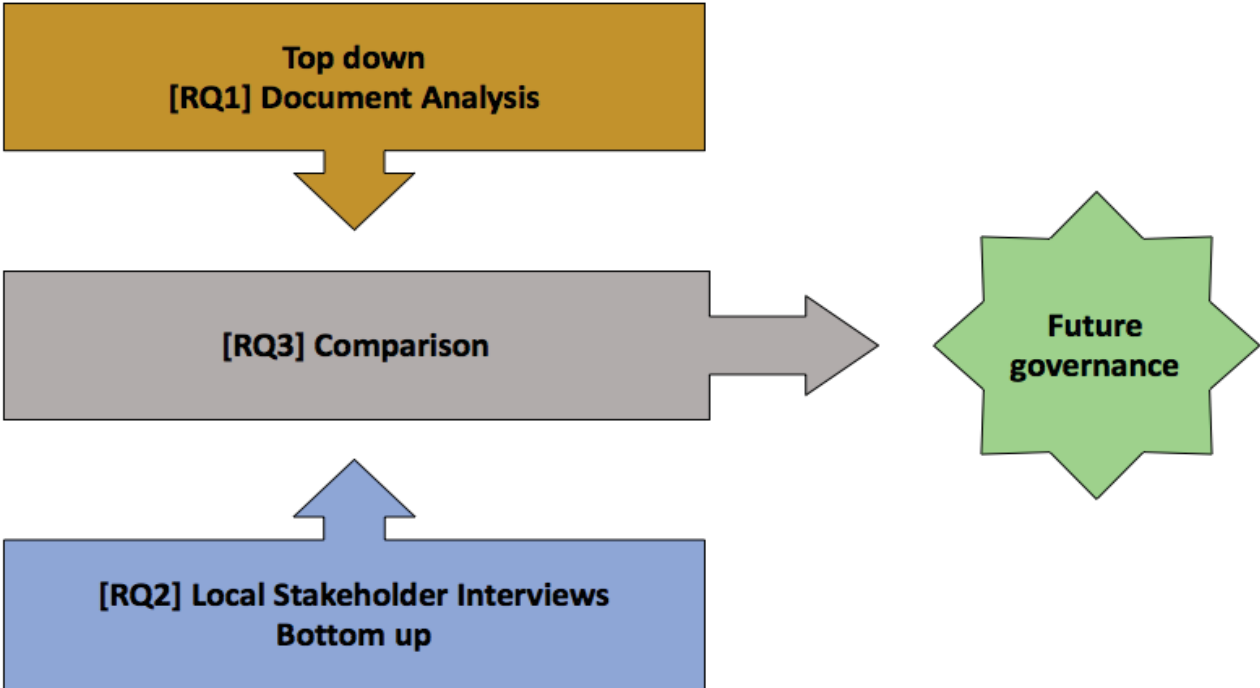 Top down
[RQ1] Document Analysis
[RQ3] Comparison
Future
governance
[RQ2] Local Stakeholder Interviews
Bottom up